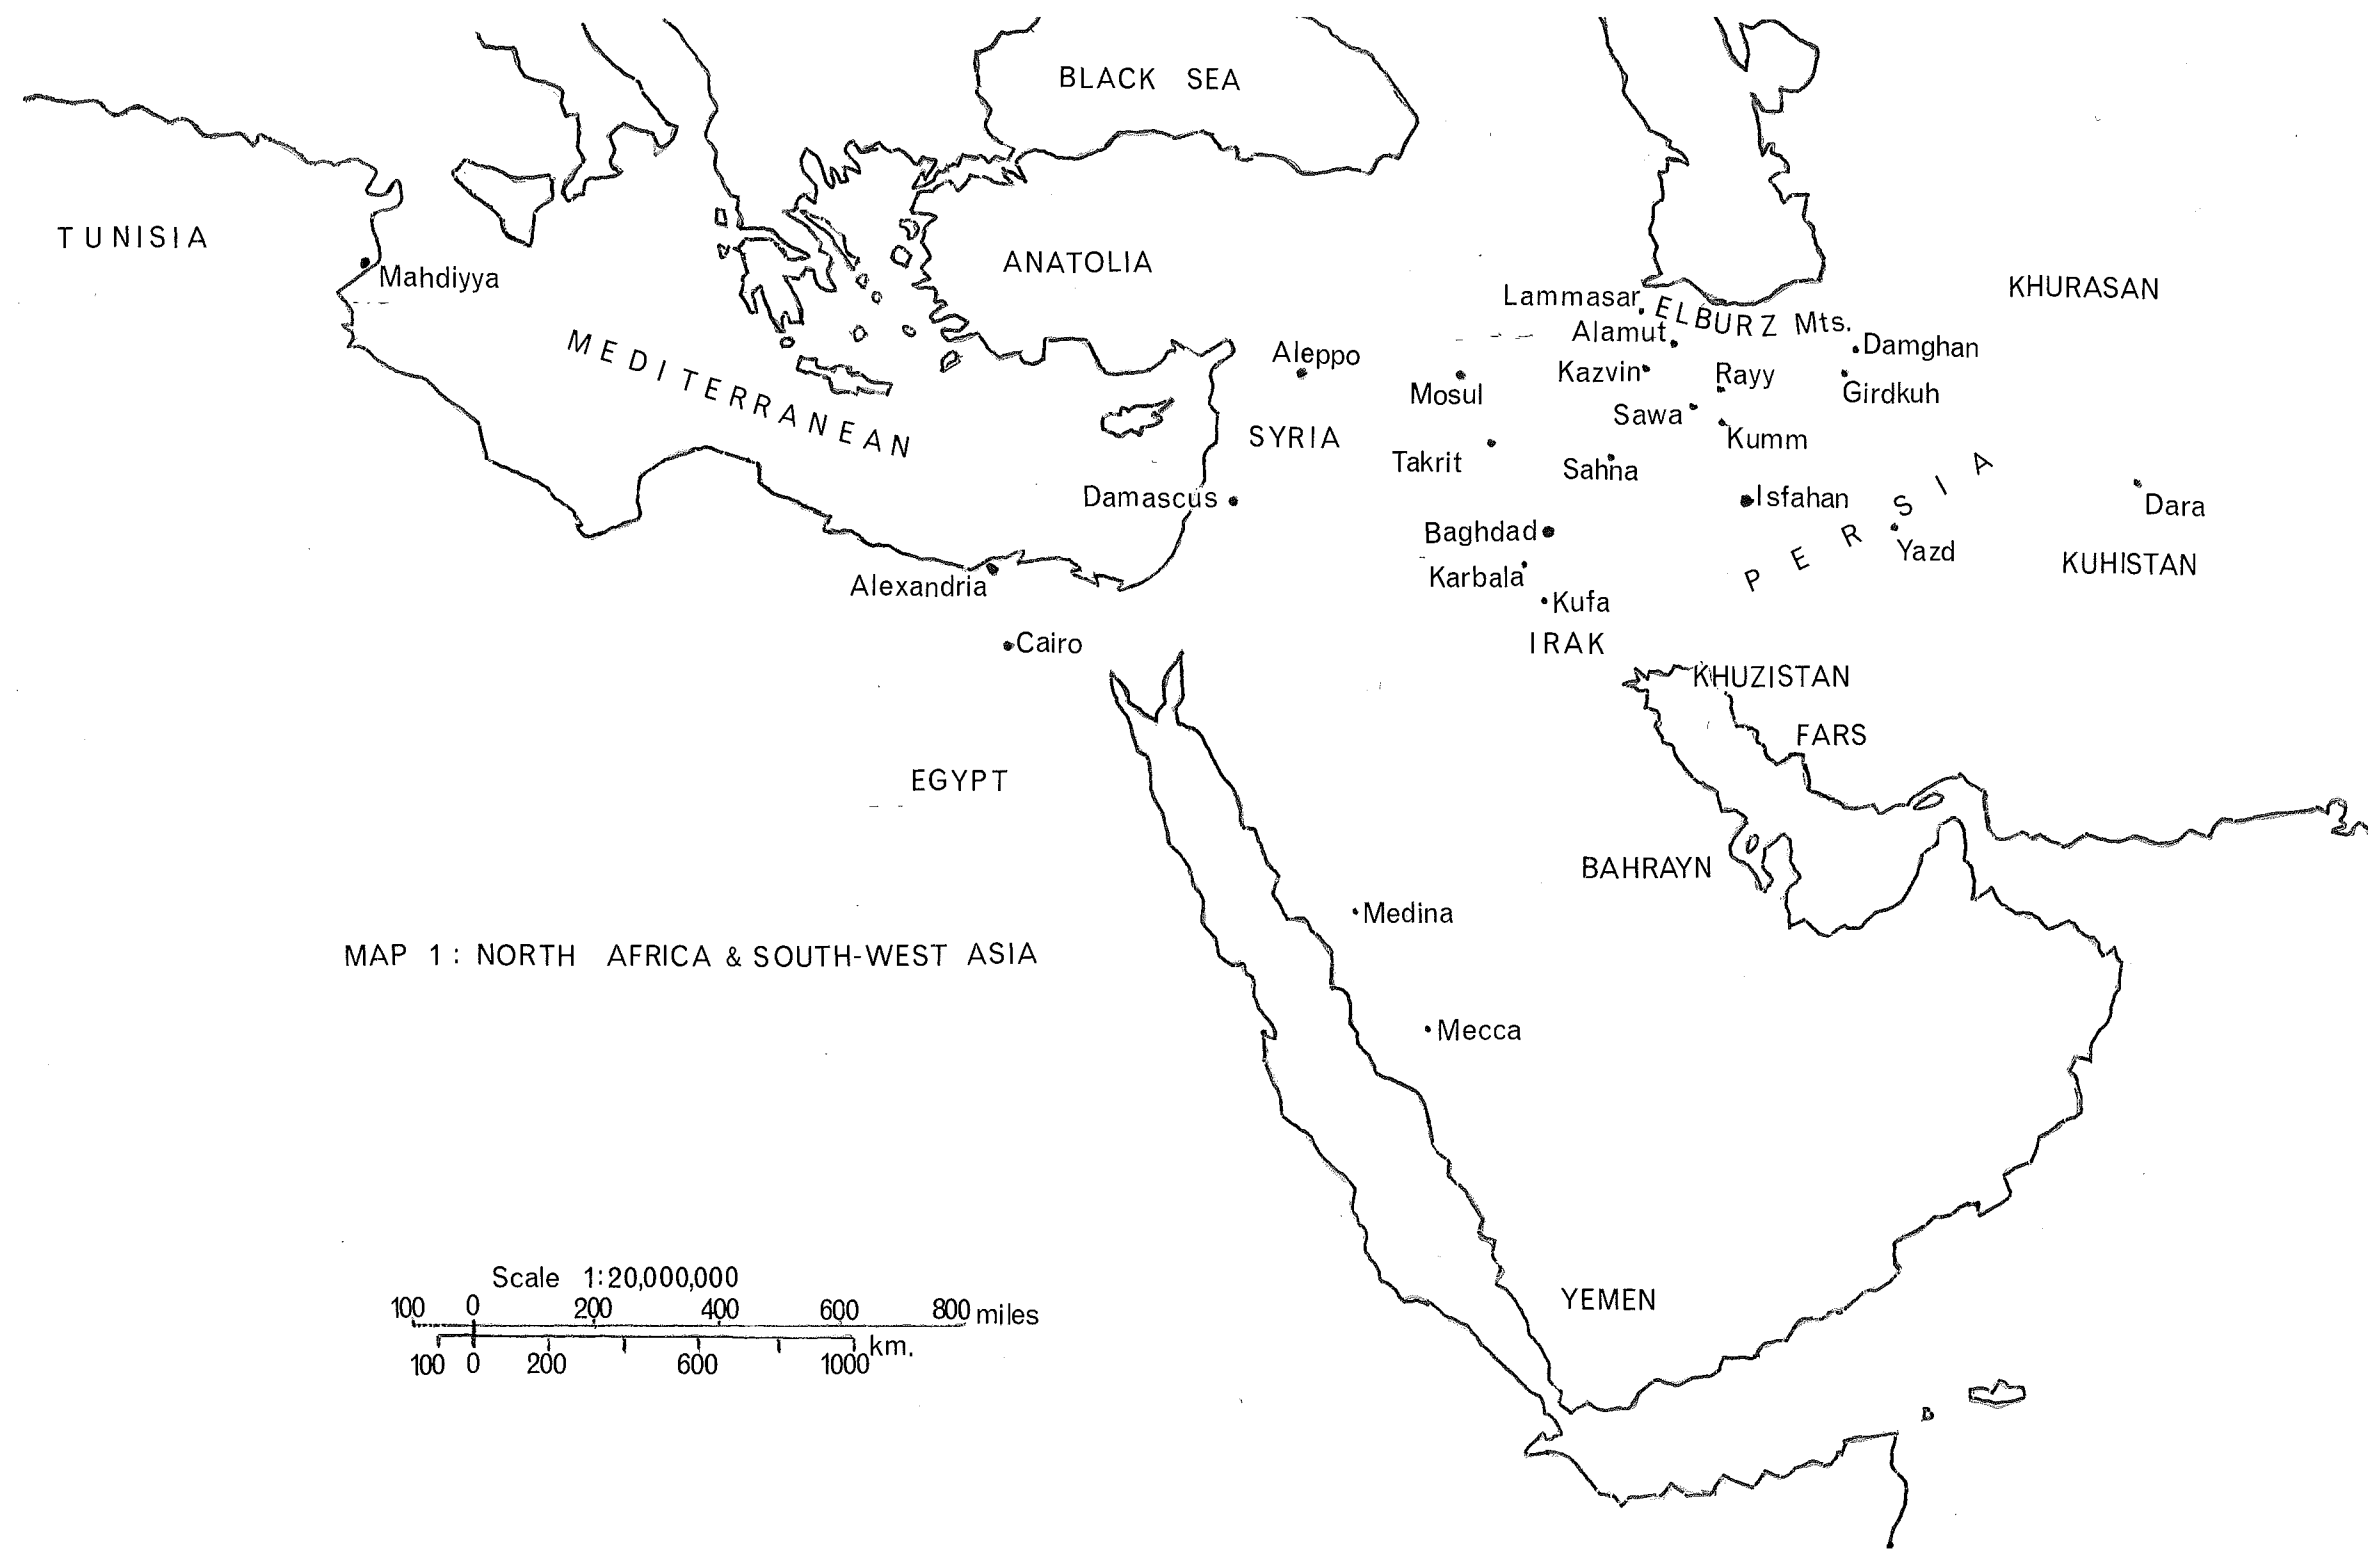 BLACK SEA
TUNISIA
Mahdiyya
ANATOLIA
KHURASAN
Lammasar
ELBURZ Mts.
Alamut
Damghan
MEDITERRANEAN
Aleppo
Mosul
Kazvin
Rayy
Girdkuh
Sawa
Kumm
SYRIA
Takrit
Sahna
Damascus
Isfahan
PERSIA
Dara
Baghdad
Yazd
KUHISTAN
Karbala
Alexandria
Kufa
Cairo
IRAK
KHUZISTAN
FARS
EGYPT
BAHRAYN
Medina
MAP 1: NORTH AFRICA & SOUTH-WEST ASIA
Mecca
YEMEN
Scale 1:20,000,000
100 0 200 400 600 800 miles
km.
100 0 200 600 1000